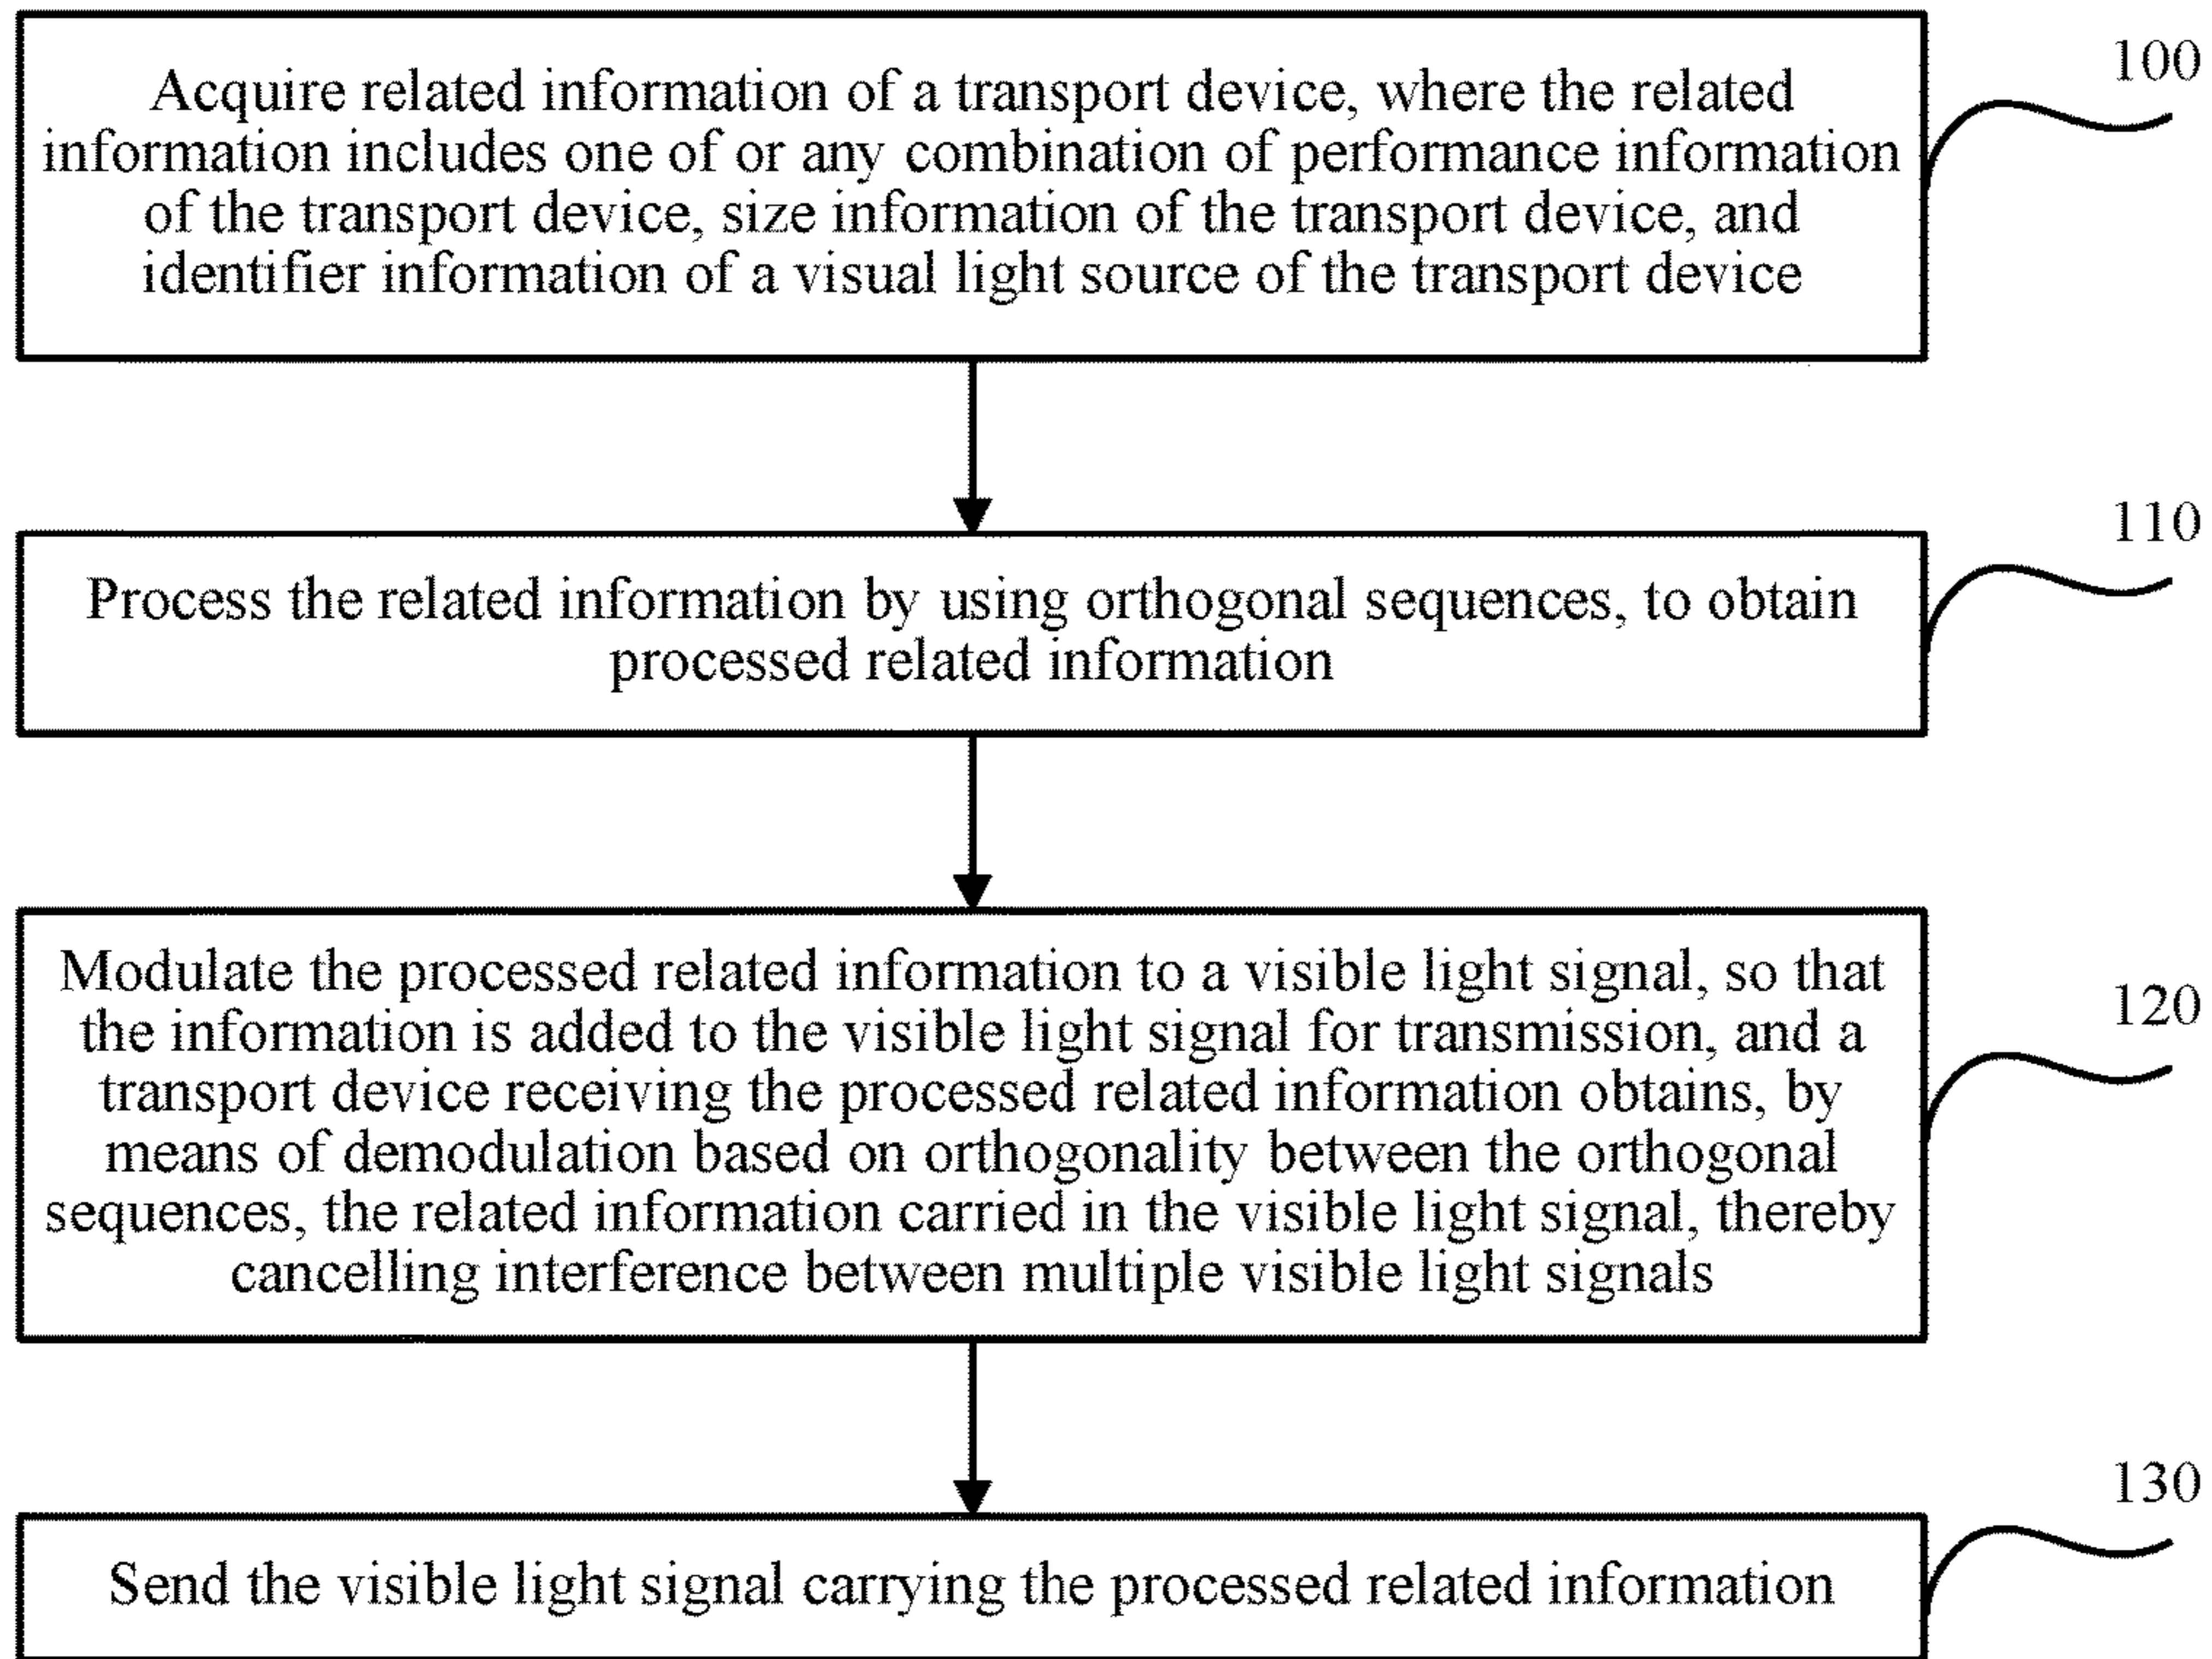 100
Acquire related information of a transport device, where the related
information includes one of or any combination of performance information
of the transport device, size information of the transport device, and
identifier information of a visual light source of the transport device
110
Process the related information by using orthogonal sequences, to obtain
processed related information
120
Modulate the processed related information to a visible light signal, so that
the information is added to the visible light signal for transmission, and a
transport device receiving the processed related information obtains, by
means of demodulation based on orthogonality between the orthogonal
sequences, the related information carried in the visible light signal, thereby
cancelling interference between multiple visible light signals
130
Send the visible light signal carrying the processed related information